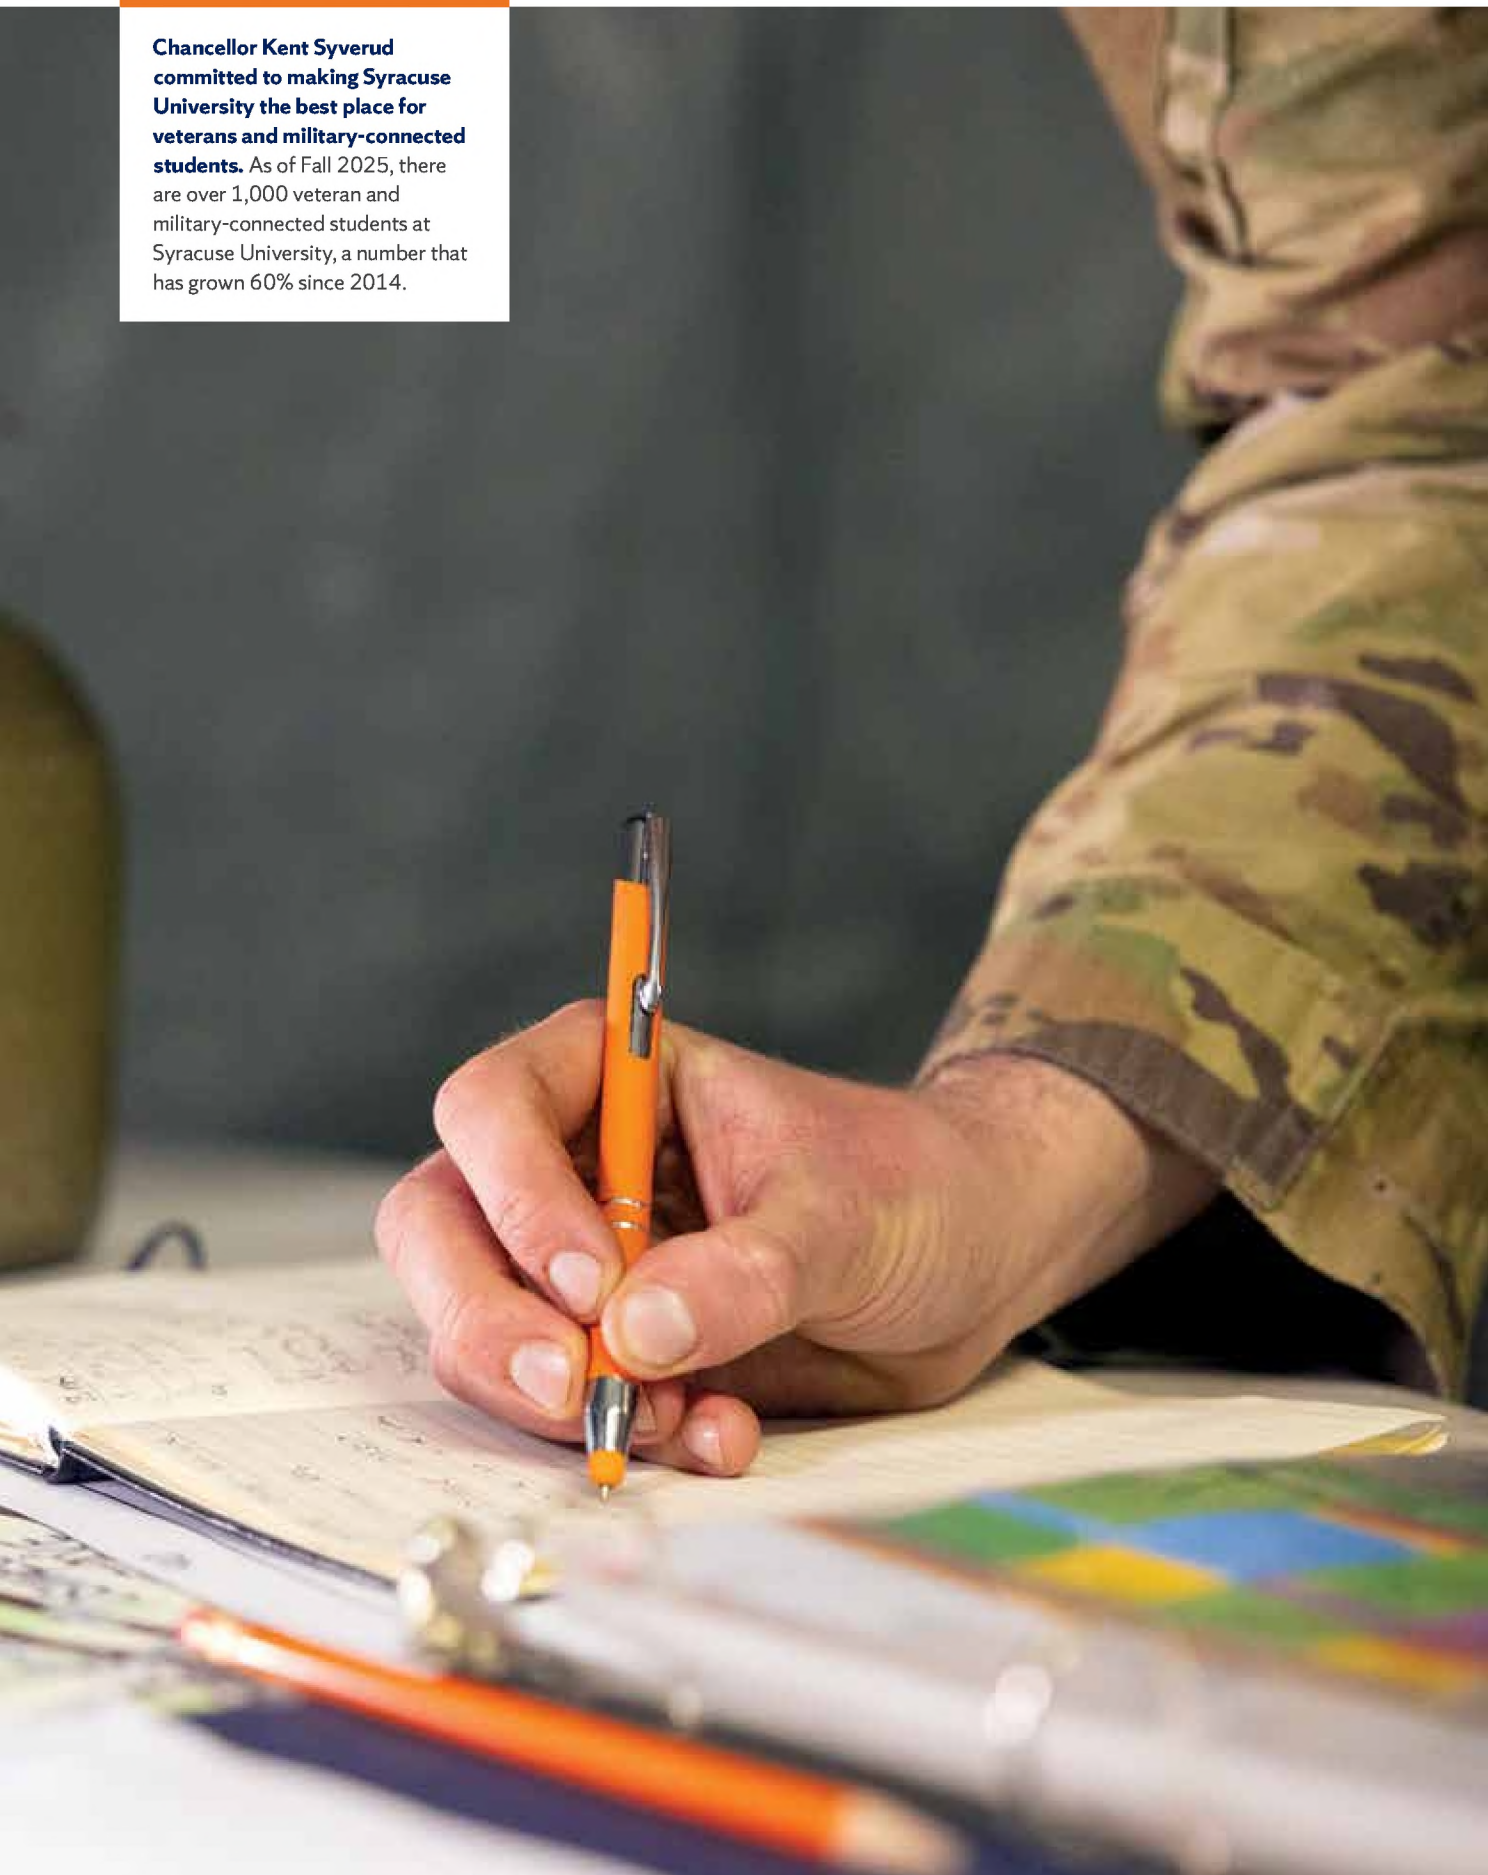 Chancellor Kent Syverud
committed to making Syracuse
University the best place for
veterans and military-connected
students. As of Fall 2025, there
are over 1,000 veteran and
military-connected students at
Syracuse University, a number that
has grown 60% since 2014.